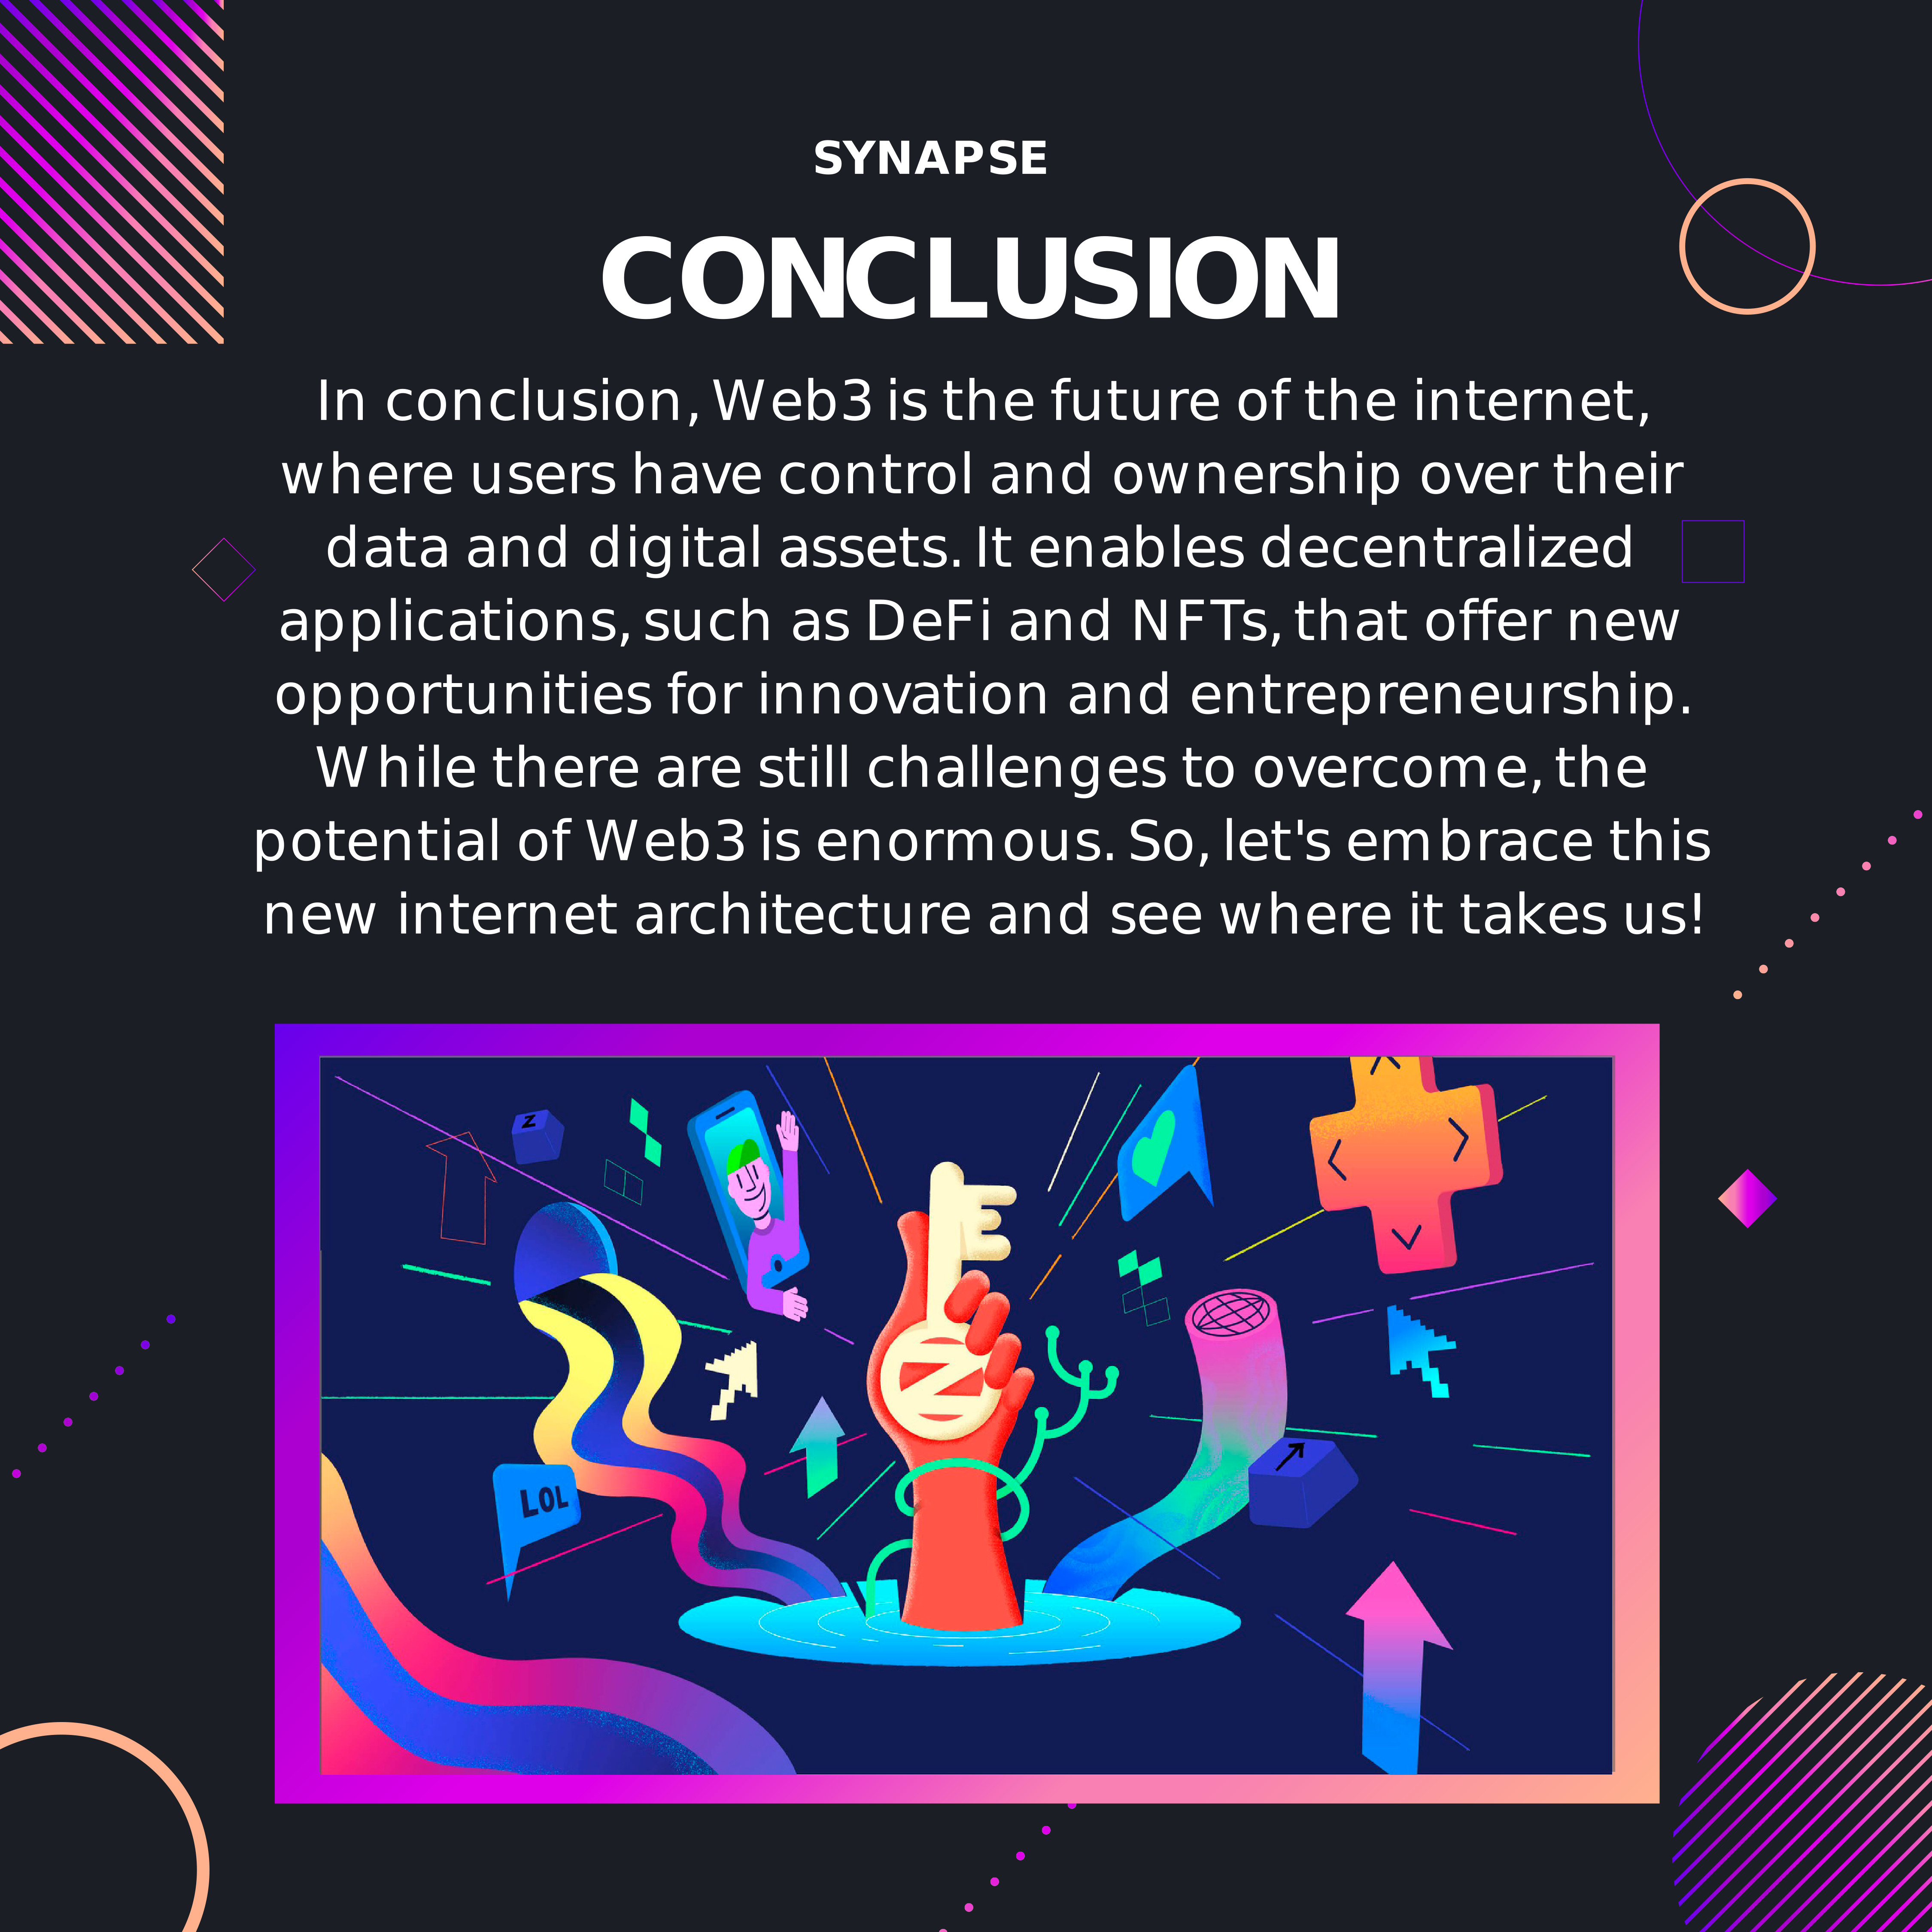 SYNAPSE
CONCLUSION
In conclusion, Web3 is the future of the internet,
where users have control and ownership over their
data and digital assets. It enables decentralized
applications, such as DeFi and NFTs, that offer new
opportunities for innovation and entrepreneurship.
While there are still challenges to overcome, the
potential of Web3 is enormous. So, let's embrace this
new internet architecture and see where it takes us!
Z
Z
LOL